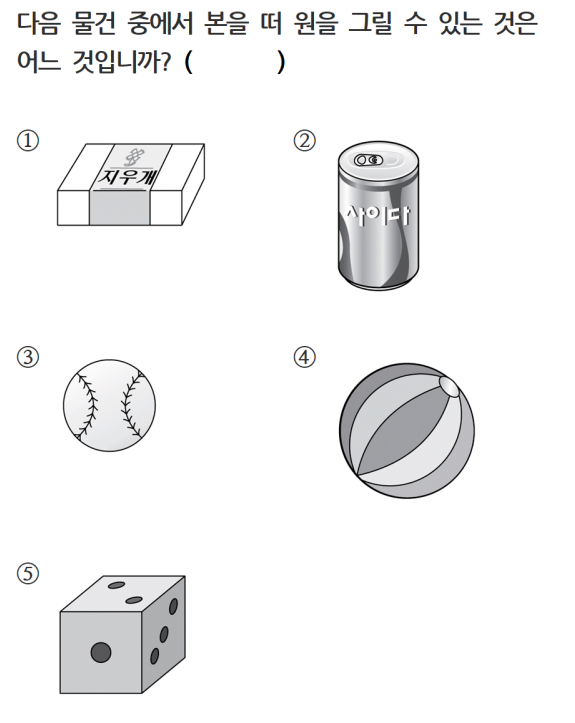 다음 물건 중에서 본을 떠 원을 그릴 수 있는 것은
어느 것입니까? (          )
①
지우개
②
사이다
③
④
⑤